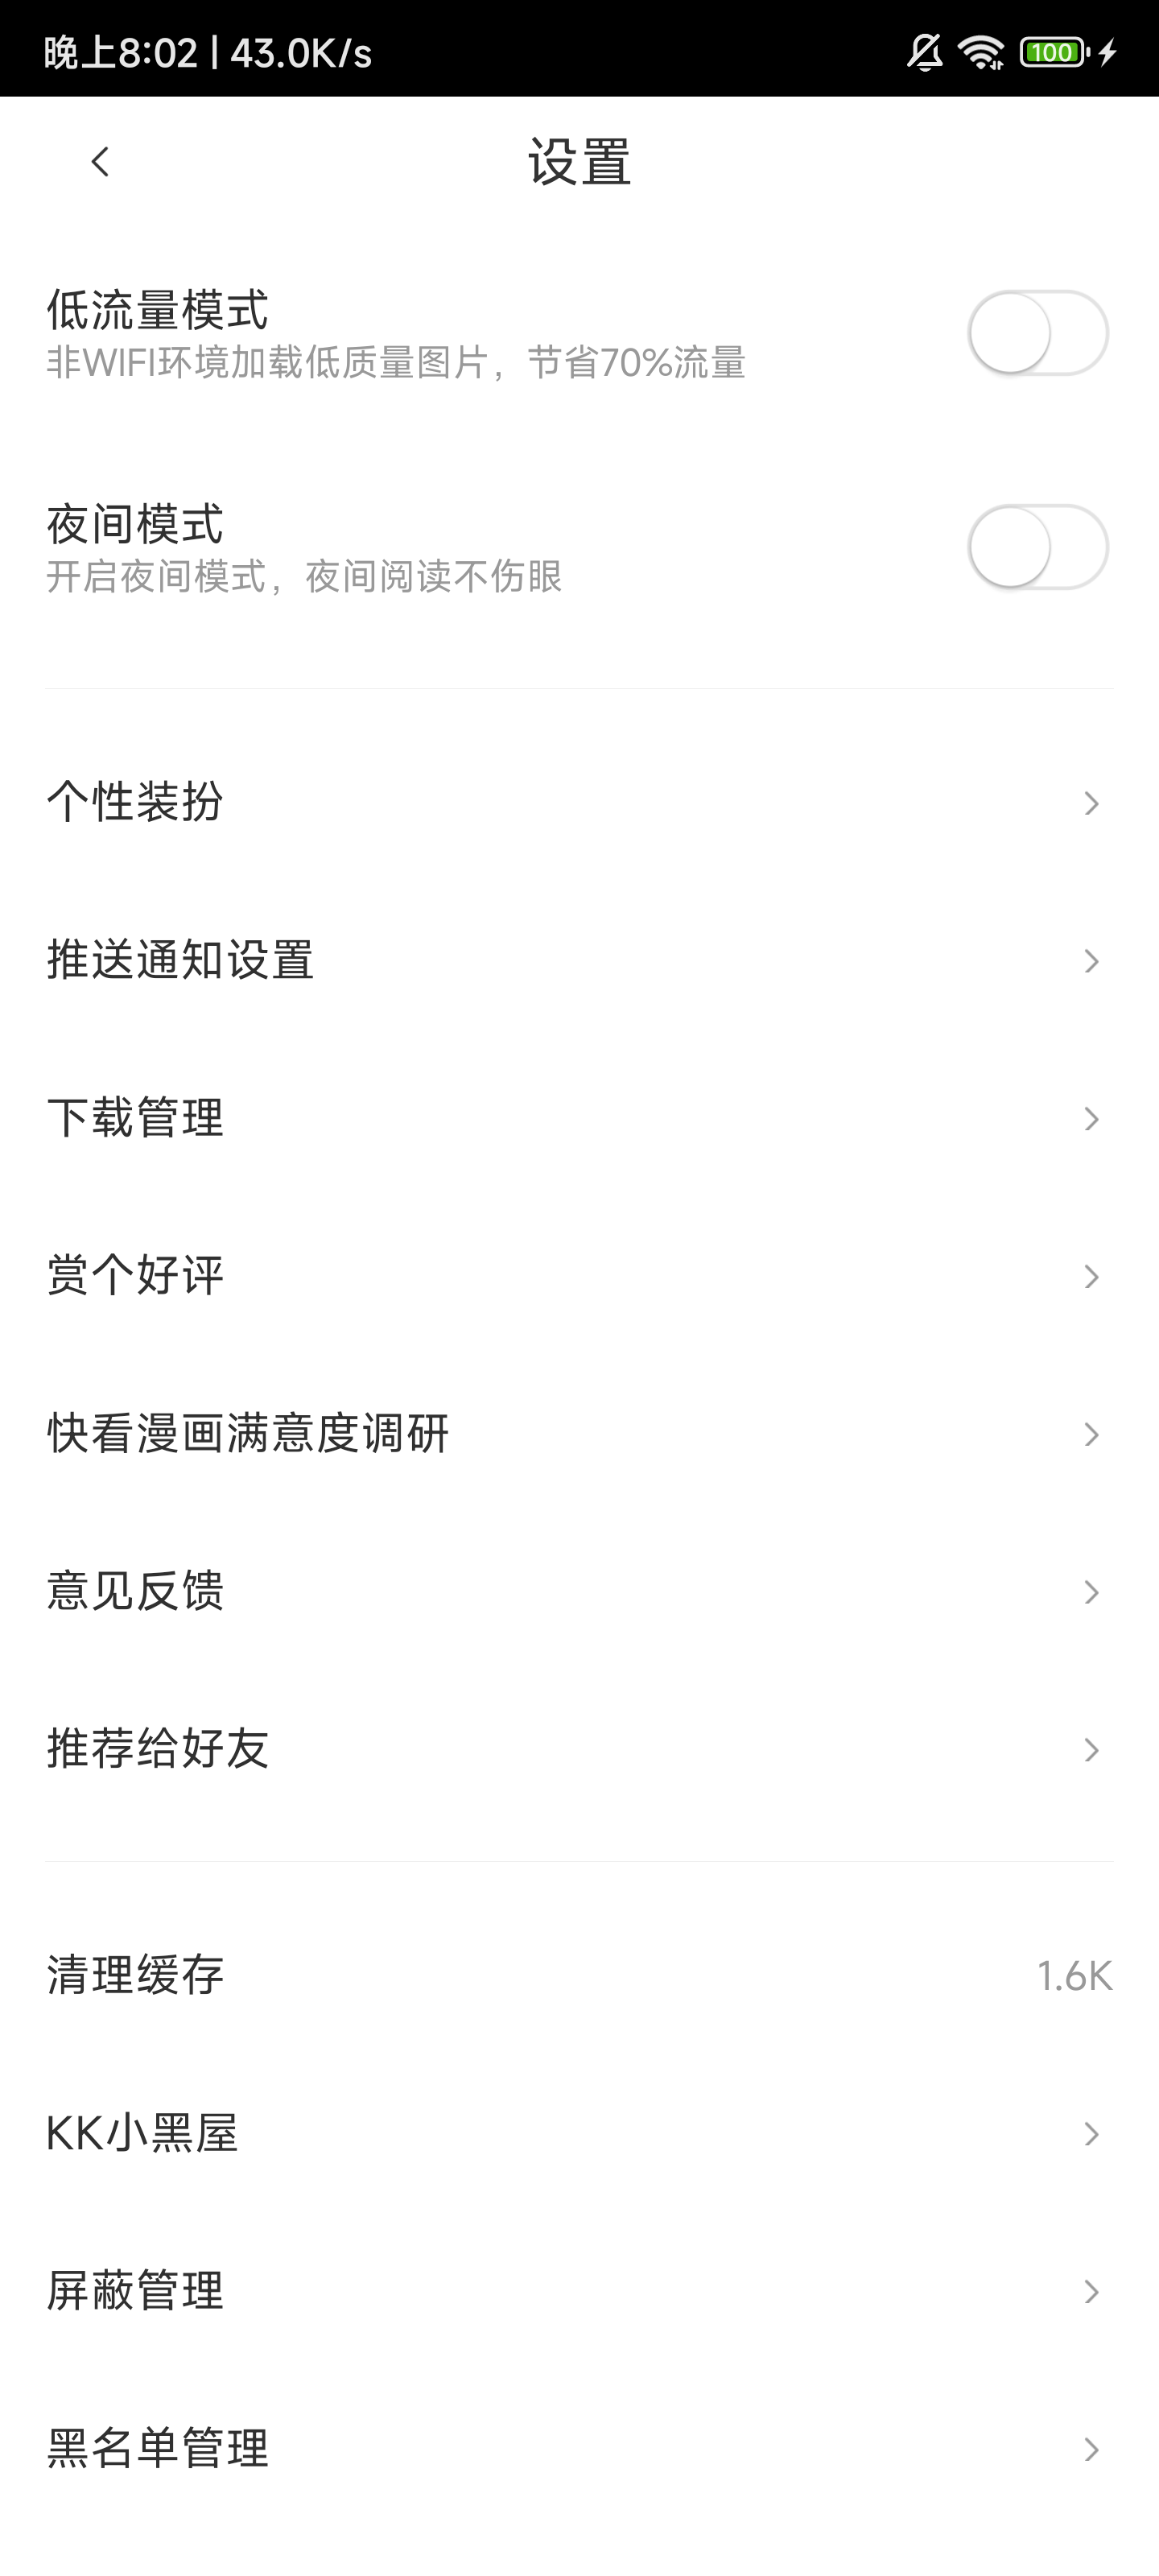 晚上8:02 | 43.0K/s
100
设置
低流量模式
非WIFI环境加载低质量图片，节省70%流量
夜间模式
开启夜间模式，夜间阅读不伤眼
个性装扮
推送通知设置
下载管理
赏个好评
快看漫画满意度调研
意见反馈
推荐给好友
清理缓存 1.6K
KK小黑屋
屏蔽管理
黑名单管理